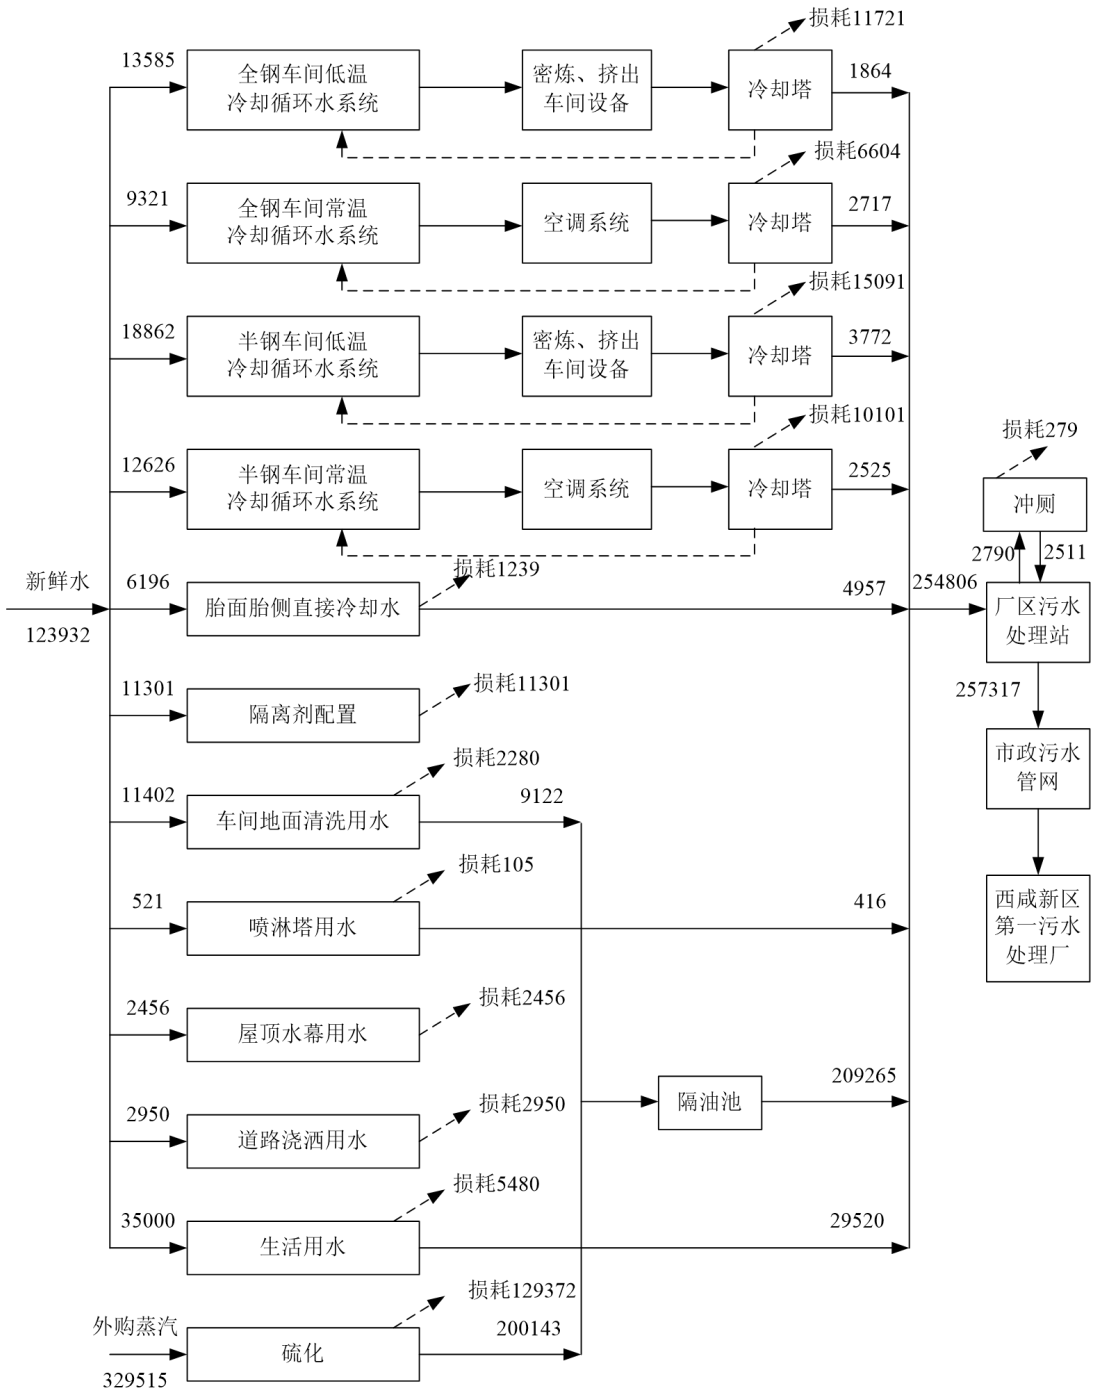 损耗11721
13585
全钢车间低温
冷却循环水系统
密炼、挤出
车间设备
冷却塔
1864
损耗6604
9321
全钢车间常温
冷却循环水系统
空调系统
冷却塔
2717
损耗15091
18862
半钢车间低温
冷却循环水系统
密炼、挤出
车间设备
冷却塔
3772
损耗10101
12626
半钢车间常温
冷却循环水系统
空调系统
冷却塔
2525
损耗279
冲厕
2790
2511
新鲜水
123932
6196
胎面胎侧直接冷却水
损耗1239
4957
254806
厂区污水
处理站
257317
市政污水
管网
西咸新区
第一污水
处理厂
11301
隔离剂配置
损耗11301
11402
车间地面清洗用水
损耗2280
9122
521
喷淋塔用水
损耗105
416
2456
屋顶水幕用水
损耗2456
2950
道路浇洒用水
损耗2950
隔油池
209265
35000
生活用水
损耗5480
29520
外购蒸汽
329515
硫化
损耗129372
200143